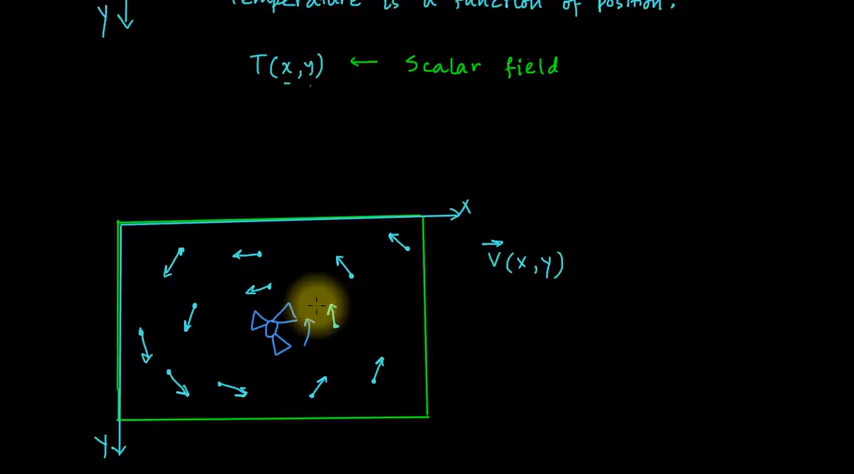 Temperature is a function of position.
Y
T(x,y) ← Scalar field
X
V⃗(x,y)
Y